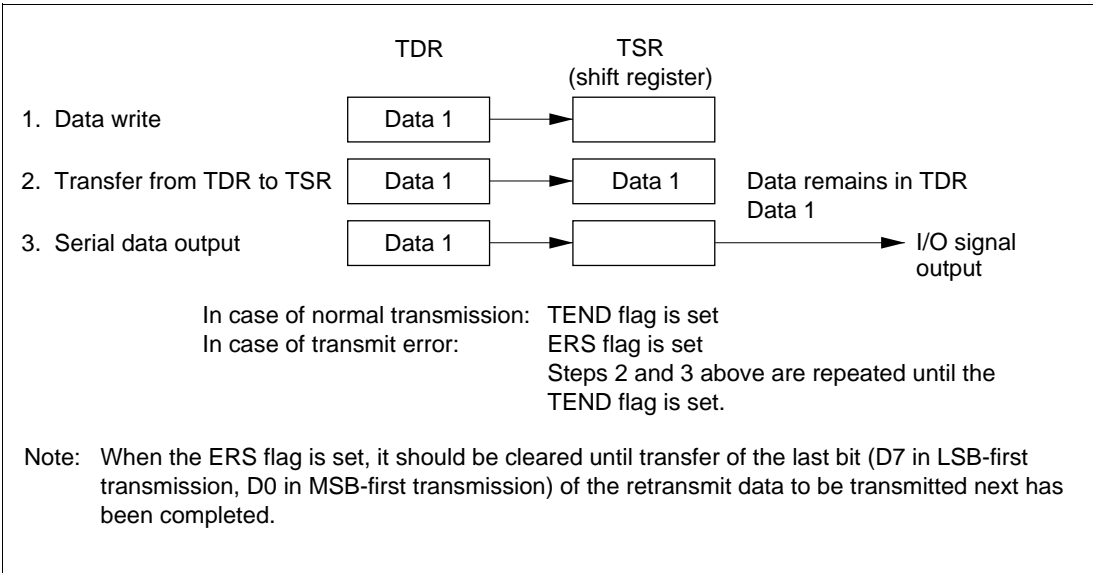 TDR
TSR
(shift register)
1. Data write
Data 1
2. Transfer from TDR to TSR
Data 1
Data 1
Data remains in TDR
Data 1
3. Serial data output
Data 1
I/O signal
output
In case of normal transmission: TEND flag is set
In case of transmit error: ERS flag is set
Steps 2 and 3 above are repeated until the
TEND flag is set.
Note: When the ERS flag is set, it should be cleared until transfer of the last bit (D7 in LSB-first
transmission, D0 in MSB-first transmission) of the retransmit data to be transmitted next has
been completed.